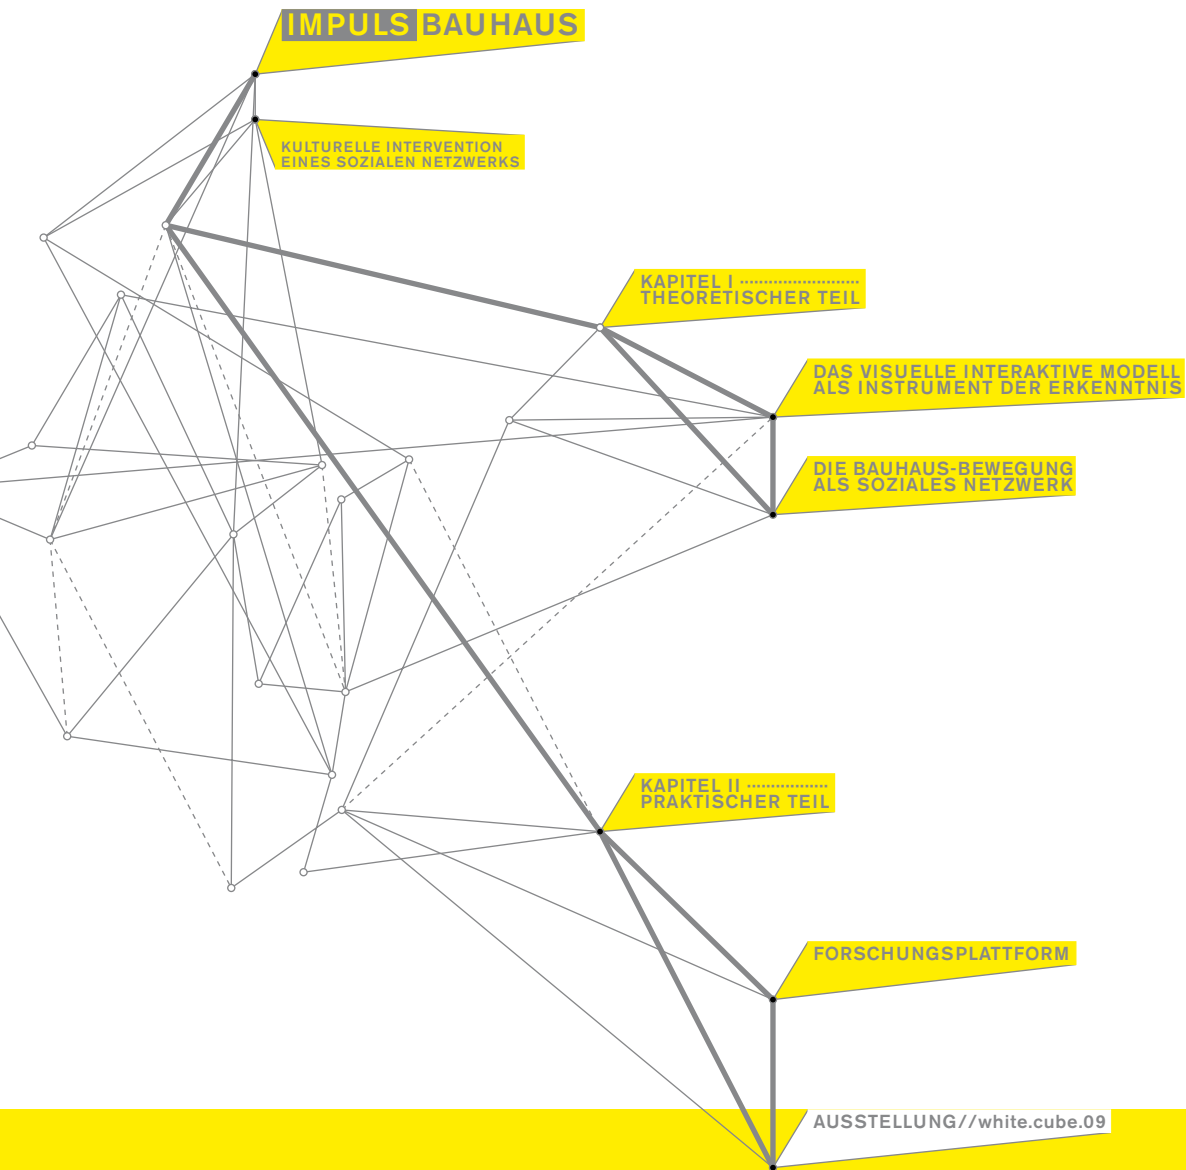 IMPULS BAUHAUS
KULTURELLE INTERVENTION
EINES SOZIALEN NETZWERKS
KAPITEL I ························
THEORETISCHER TEIL
DAS VISUELLE INTERAKTIVE MODELL
ALS INSTRUMENT DER ERKENNTNIS
DIE BAUHAUS-BEWEGUNG
ALS SOZIALES NETZWERK
KAPITEL II ·················
PRAKTISCHER TEIL
FORSCHUNGSPLATTFORM
AUSSTELLUNG//white.cube.09